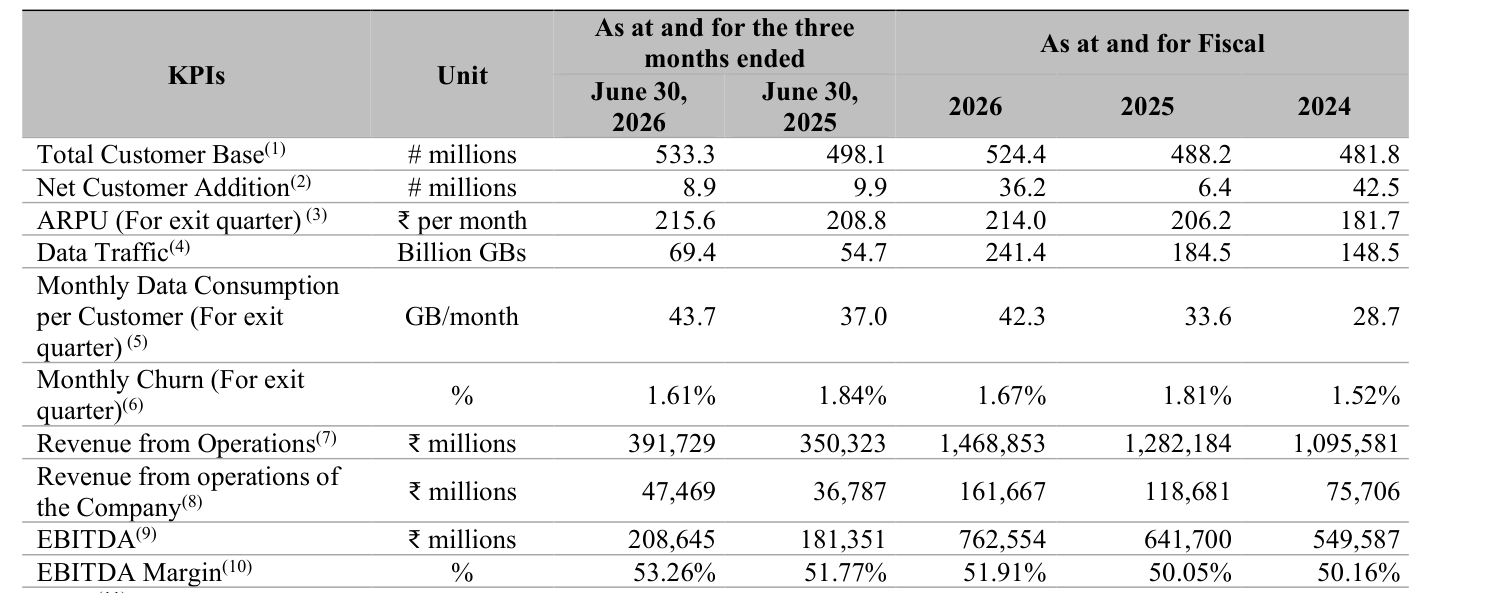 KPIs Unit As at and for the three months ended As at and for Fiscal
June 30, 2026 June 30, 2025 2026 2025 2024
Total Customer Base(1) # millions 533.3 498.1 524.4 488.2 481.8
Net Customer Addition(2) # millions 8.9 9.9 36.2 6.4 42.5
ARPU (For exit quarter) (3) ₹ per month 215.6 208.8 214.0 206.2 181.7
Data Traffic(4) Billion GBs 69.4 54.7 241.4 184.5 148.5
Monthly Data Consumption
per Customer (For exit GB/month 43.7 37.0 42.3 33.6 28.7
quarter) (5)
Monthly Churn (For exit
quarter)(6) % 1.61% 1.84% 1.67% 1.81% 1.52%
Revenue from Operations(7) ₹ millions 391,729 350,323 1,468,853 1,282,184 1,095,581
Revenue from operations of
the Company(8) ₹ millions 47,469 36,787 161,667 118,681 75,706
EBITDA(9) ₹ millions 208,645 181,351 762,554 641,700 549,587
EBITDA Margin(10) % 53.26% 51.77% 51.91% 50.05% 50.16%